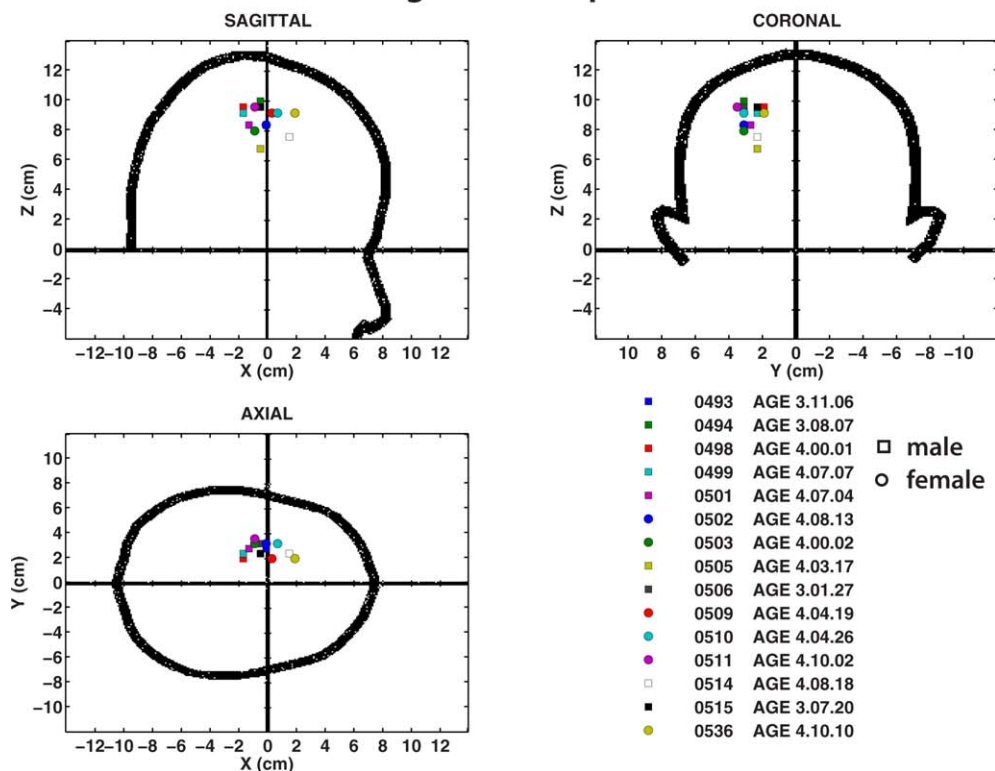 SAGITTAL
CORONAL
12
10
8
6
4
2
0
−2
−4
Z (cm)
−12 −10 −8 −6 −4 −2 0 2 4 6 8 10 12
X (cm)
12
10
8
6
4
2
0
−2
−4
Z (cm)
10 8 6 4 2 0 −2 −4 −6 −8 −10
Y (cm)
AXIAL
10
8
6
4
2
0
−2
−4
−6
−8
−10
Y (cm)
−12 −10 −8 −6 −4 −2 0 2 4 6 8 10 12
X (cm)
0493 AGE 3.11.06
0494 AGE 3.08.07
0498 AGE 4.00.01
0499 AGE 4.07.07
0501 AGE 4.07.04
0502 AGE 4.08.13
0503 AGE 4.00.02
0505 AGE 4.03.17
0506 AGE 3.01.27
0509 AGE 4.04.19
0510 AGE 4.04.26
0511 AGE 4.10.02
0514 AGE 4.08.18
0515 AGE 3.07.20
0536 AGE 4.10.10
male
female